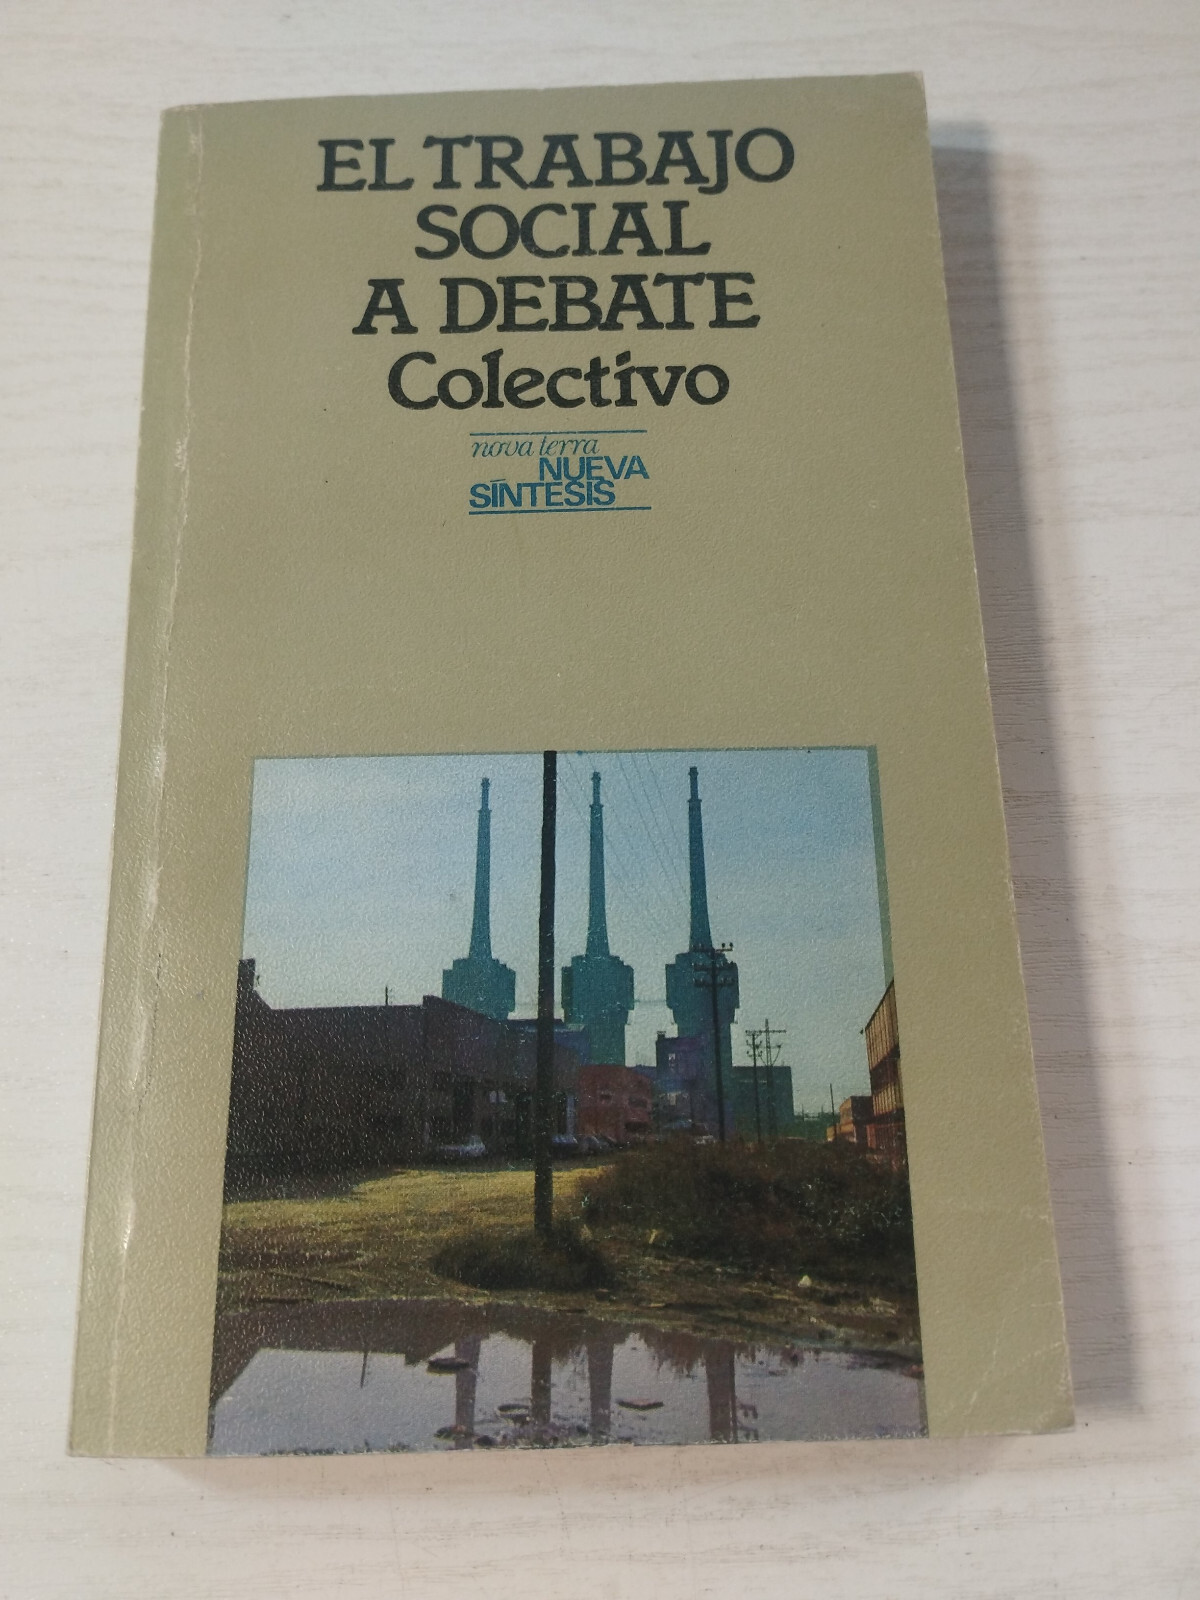 EL TRABAJO
SOCIAL
A DEBATE
Colectivo
nova terra
NUEVA
SÍNTESIS